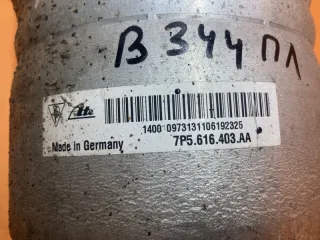 В 344 ПЛ
Ate
1400 0973131106192325
Made in Germany
7P5.616.403.AA